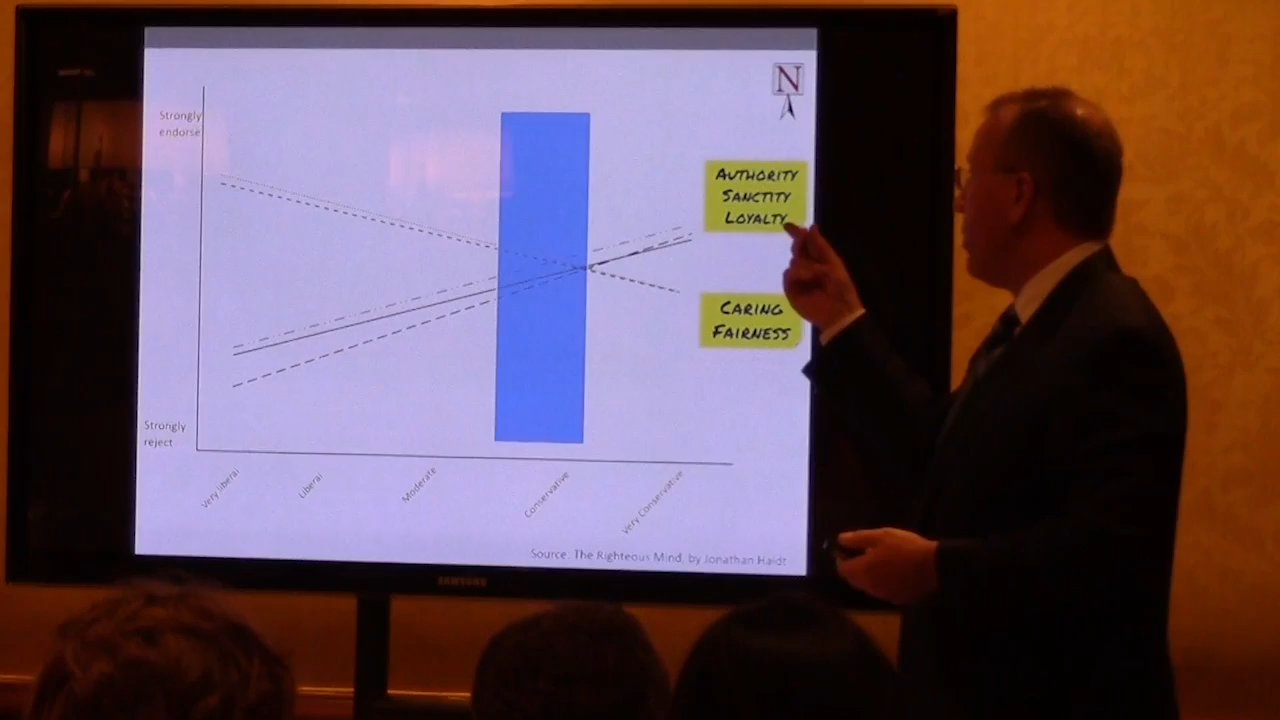 N
Strongly
endorse
AUTHORITY
SANCTITY
LOYALTY
CARING
FAIRNESS
Strongly
reject
Very liberal
Liberal
Moderate
Conservative
Very Conservative
Source: The Righteous Mind, by Jonathan Haidt
SAMSUNG